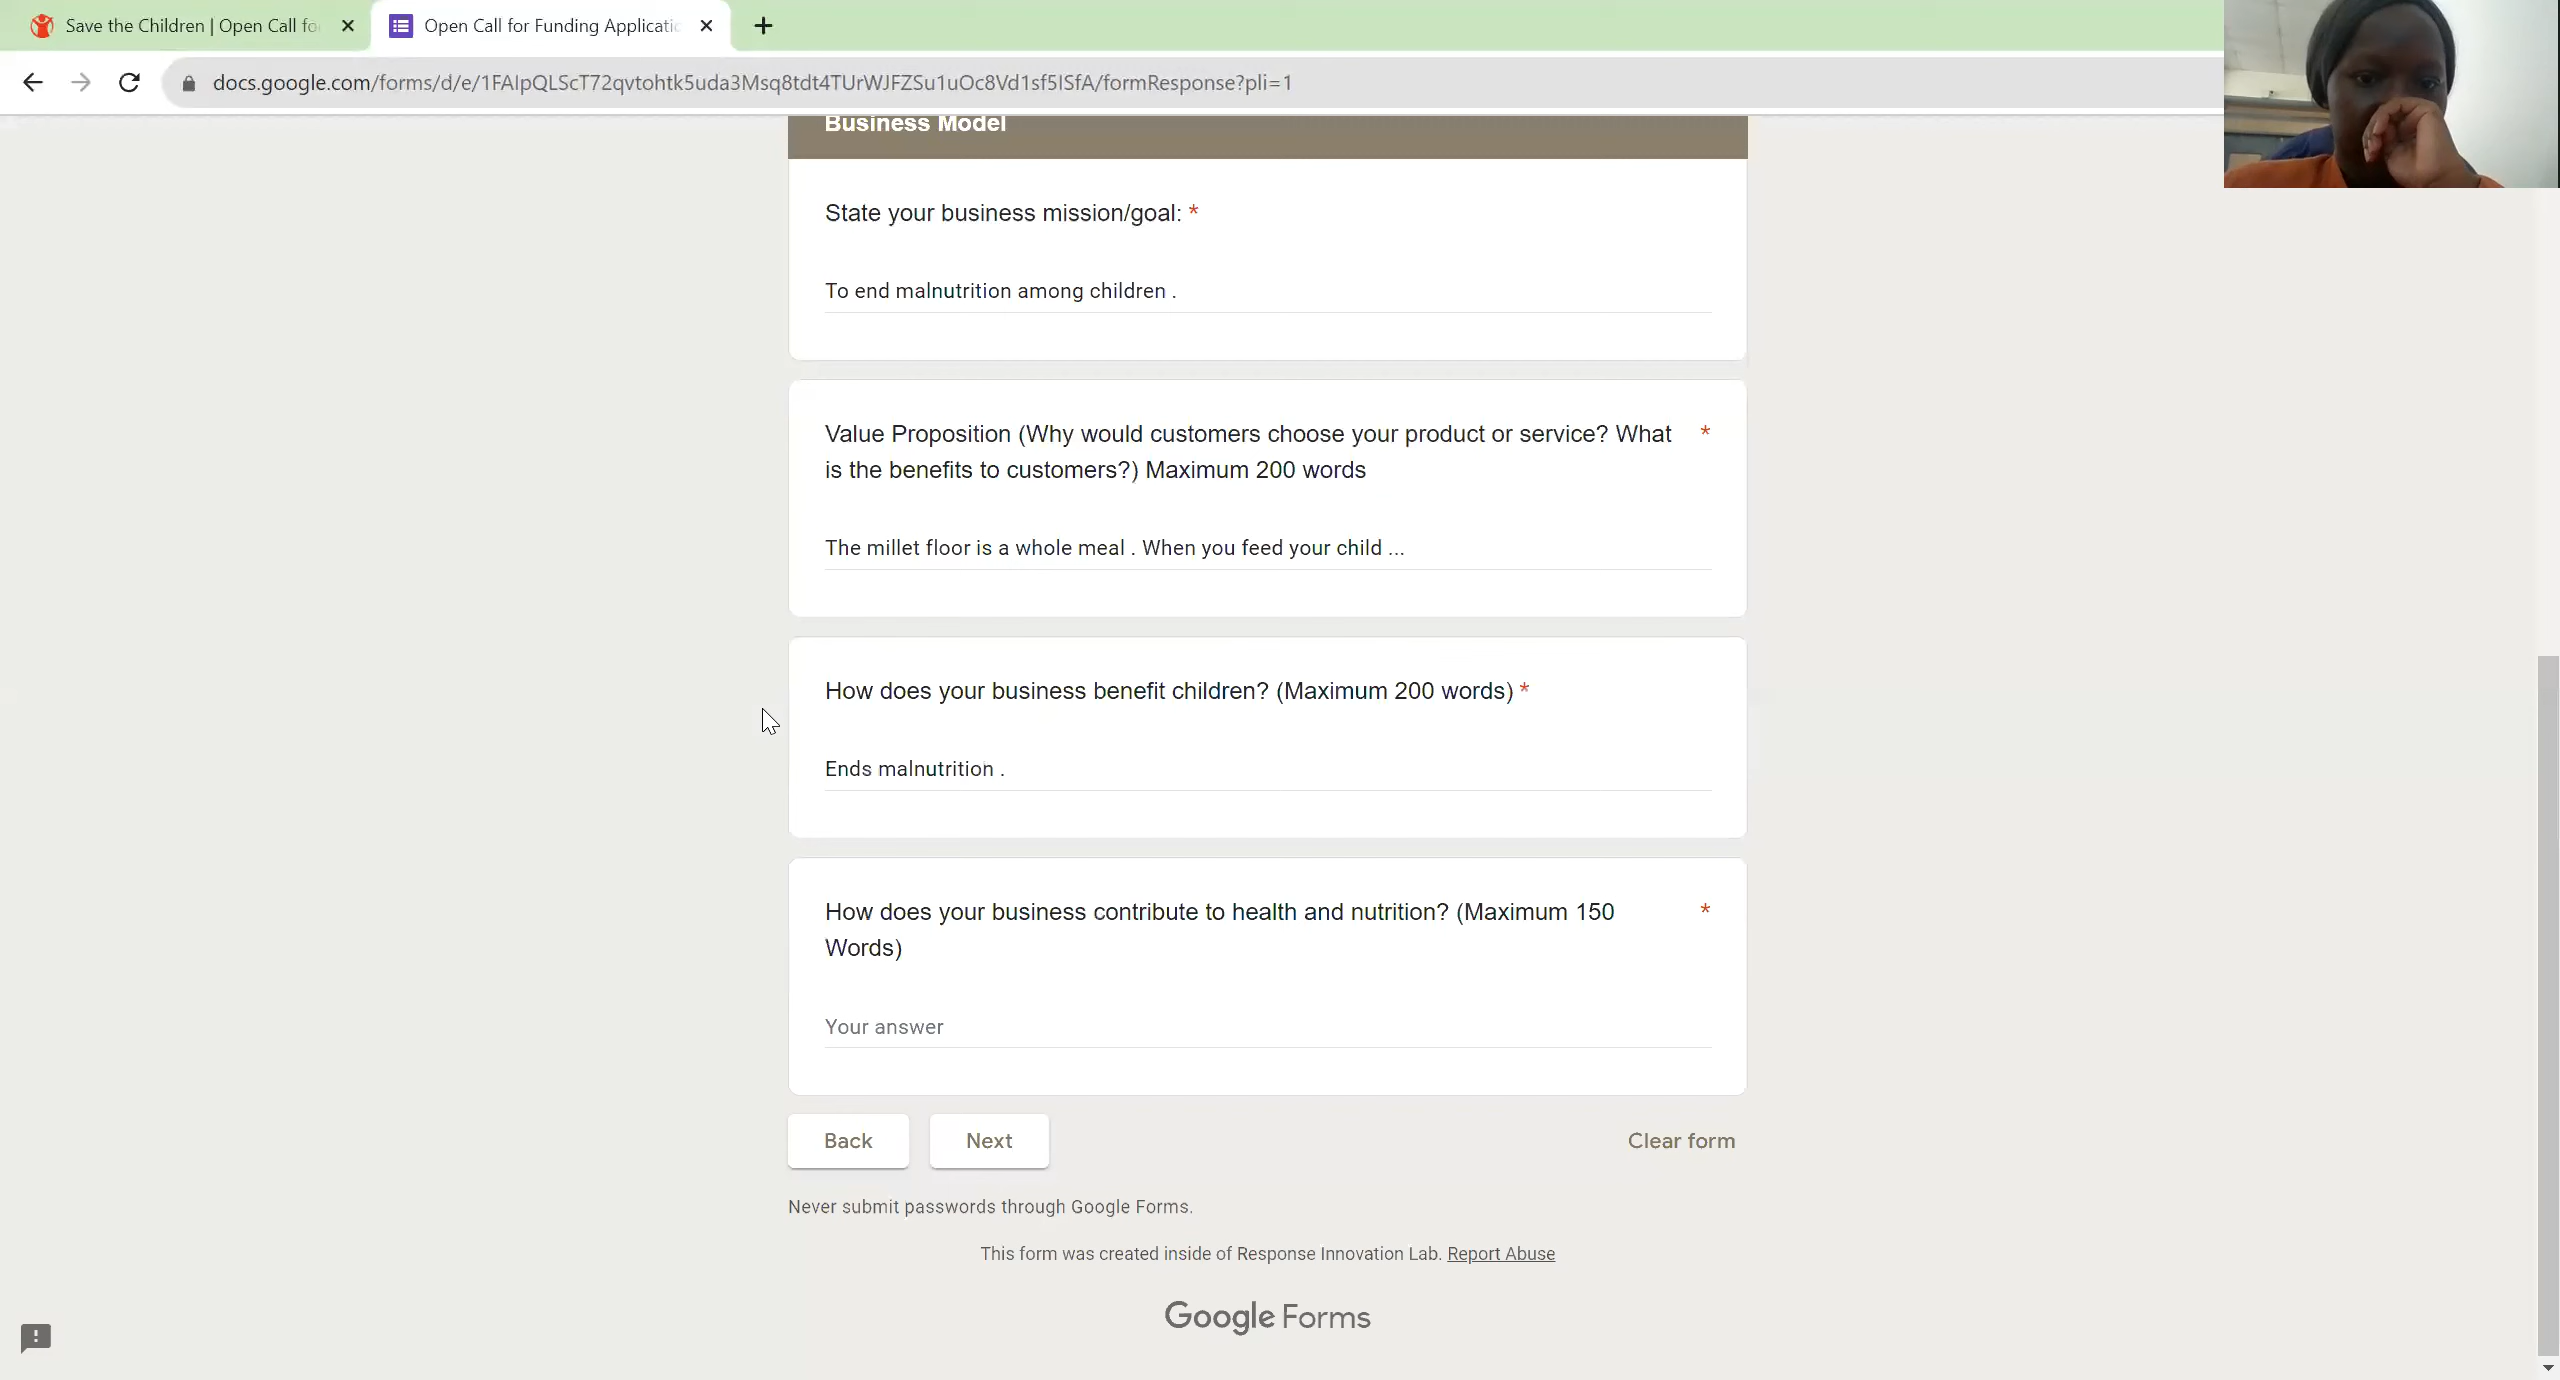 Save the Children | Open Call fo
Open Call for Funding Applicatio
docs.google.com/forms/d/e/1FAIpQLScT72qvtohtk5uda3Msq8tdt4TUrWJFZSu1uOc8Vd1sf5ISfA/formResponse?pli=1
Business Model
State your business mission/goal: *
To end malnutrition among children .
Value Proposition (Why would customers choose your product or service? What *
is the benefits to customers?) Maximum 200 words
The millet floor is a whole meal . When you feed your child ...
How does your business benefit children? (Maximum 200 words) *
Ends malnutrition .
How does your business contribute to health and nutrition? (Maximum 150 *
Words)
Your answer
Back Next Clear form
Never submit passwords through Google Forms.
This form was created inside of Response Innovation Lab. Report Abuse
Google Forms